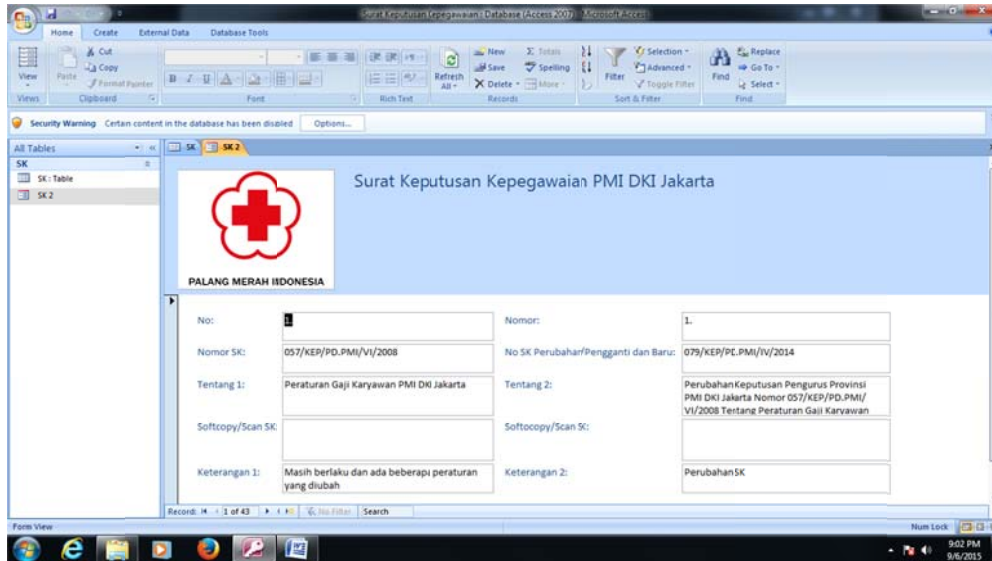 Surat Keputusan Kepegawaian : Database (Access 2007) - Microsoft Access
Home Create External Data Database Tools
View
Paste
Cut
Copy
Format Painter
B I U A
Refresh All
New
Save
Delete
Totals
Spelling
More
Filter
Selection
Advanced
Toggle Filter
Find
Replace
Go To
Select
Views Clipboard Font Rich Text Records Sort & Filter Find
Security Warning Certain content in the database has been disabled Options...
All Tables
SK SK 2
SK
SK : Table
SK 2
Surat Keputusan Kepegawaian PMI DKI Jakarta
PALANG MERAH INDONESIA
No: 1. Nomor: 1.
Nomor SK: 057/KEP/PD.PMI/VI/2008 No SK Perubahan/Pengganti dan Baru: 079/KEP/PD.PMI/IV/2014
Tentang 1: Peraturan Gaji Karyawan PMI DKI Jakarta Tentang 2: Perubahan Keputusan Pengurus Provinsi
PMI DKI Jakarta Nomor 057/KEP/PD.PMI/
VI/2008 Tentang Peraturan Gaji Karyawan
Softcopy/Scan SK: Softocopy/Scan SK:
Keterangan 1: Masih berlaku dan ada beberapa peraturan
yang diubah
Keterangan 2: Perubahan SK
Record: 1 of 43 No Filter Search
Form View Num Lock
9:02 PM
9/6/2015